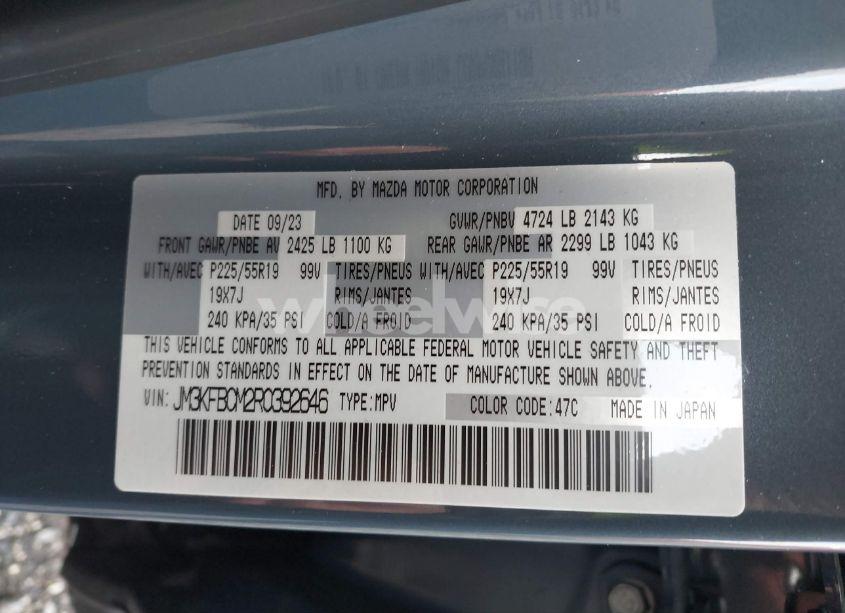 MFD. BY MAZDA MOTOR CORPORATION
DATE 09/23 GVWR/PNBV 4724 LB 2143 KG
FRONT GAWR/PNBE AV 2425 LB 1100 KG REAR GAWR/PNBE AR 2299 LB 1043 KG
WITH/AVEC P225/55R19 99V TIRES/PNEUS WITH/AVEC P225/55R19 99V TIRES/PNEUS
19X7J RIMS/JANTES 19X7J RIMS/JANTES
240 KPA/35 PSI COLD/A FROID 240 KPA/35 PSI COLD/A FROID
THIS VEHICLE CONFORMS TO ALL APPLICABLE FEDERAL MOTOR VEHICLE SAFETY AND THEFT
PREVENTION STANDARDS IN EFFECT ON THE DATE OF MANUFACTURE SHOWN ABOVE.
VIN: JM3KFBCM2R0392646 TYPE:MPV COLOR CODE:47C MADE IN JAPAN